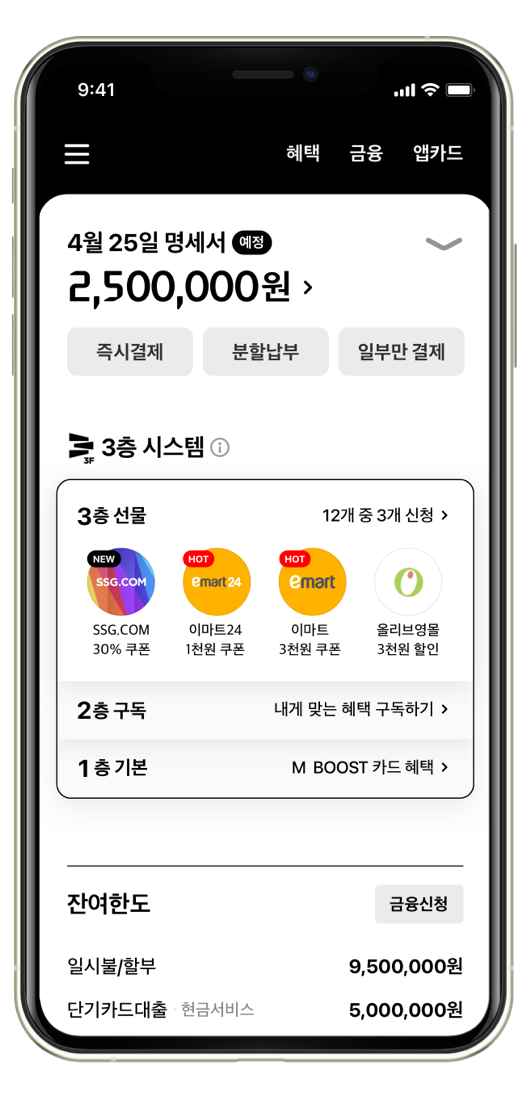 9:41
혜택 금융 앱카드
4월 25일 명세서 예정
2,500,000원 >
즉시결제 분할납부 일부만 결제
3F 3층 시스템
3층 선물 12개 중 3개 신청 >
NEW HOT HOT
SSG.COM emart24 emart
SSG.COM 이마트24 이마트 올리브영몰
30% 쿠폰 1천원 쿠폰 3천원 쿠폰 3천원 할인
2층 구독 내게 맞는 혜택 구독하기 >
1층 기본 M BOOST 카드 혜택 >
잔여한도 금융신청
일시불/할부 9,500,000원
단기카드대출 · 현금서비스 5,000,000원